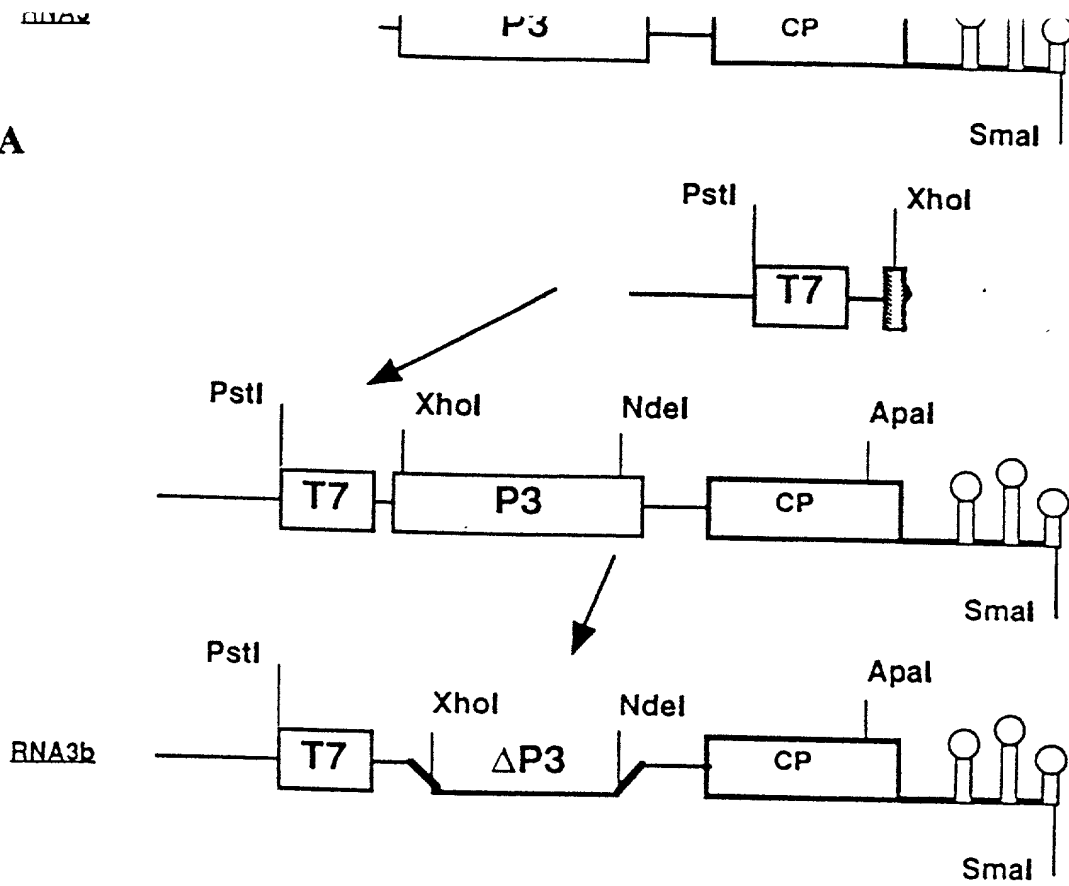 P3 CP
SmaI
A
PstI XhoI
T7
PstI XhoI NdeI ApaI
T7 P3 CP
SmaI
PstI XhoI NdeI ApaI
RNA3b T7 ΔP3 CP
SmaI